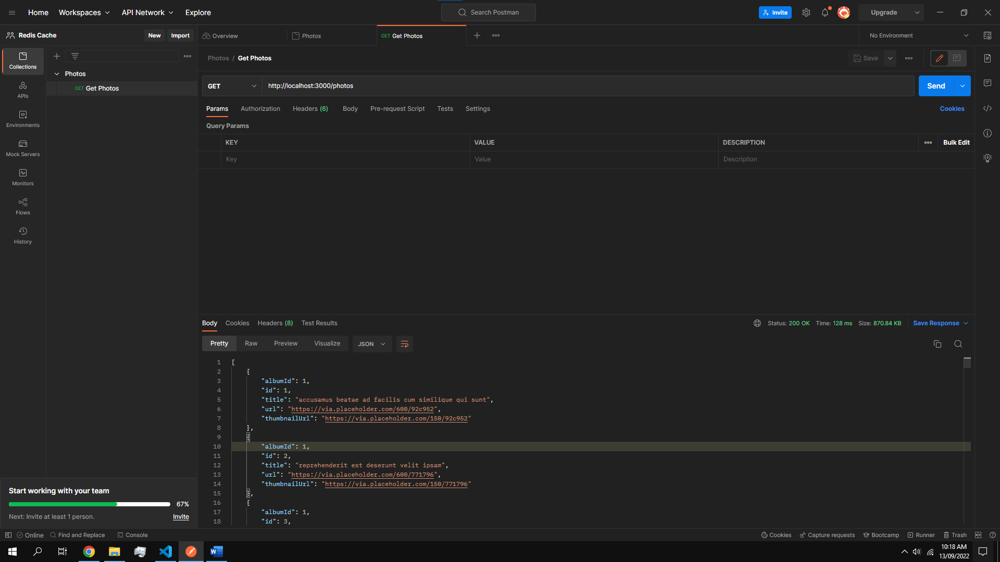 Home Workspaces API Network Explore
Search Postman
Invite
Upgrade
Redis Cache
New Import
Overview
Photos
GET Get Photos
No Environment
Collections
APIs
Environments
Mock Servers
Monitors
Flows
History
Photos
GET Get Photos
Photos / Get Photos
Save
GET
http://localhost:3000/photos
Send
Params Authorization Headers (6) Body Pre-request Script Tests Settings
Cookies
Query Params
KEY VALUE DESCRIPTION
Bulk Edit
Key Value Description
Body Cookies Headers (8) Test Results
Status: 200 OK Time: 128 ms Size: 870.84 KB
Save Response
Pretty Raw Preview Visualize JSON
1 [
2 {
3 "albumId": 1,
4 "id": 1,
5 "title": "accusamus beatae ad facilis cum similique qui sunt",
6 "url": "https://via.placeholder.com/600/92c952",
7 "thumbnailUrl": "https://via.placeholder.com/150/92c952"
8 },
9 {
10 "albumId": 1,
11 "id": 2,
12 "title": "reprehenderit est deserunt velit ipsam",
13 "url": "https://via.placeholder.com/600/771796",
14 "thumbnailUrl": "https://via.placeholder.com/150/771796"
15 },
16 {
17 "albumId": 1,
18 "id": 3,
Start working with your team
67%
Next: Invite at least 1 person.
Invite
Online Find and Replace Console
Cookies Capture requests Bootcamp Runner Trash
W
10:18 AM
13/09/2022